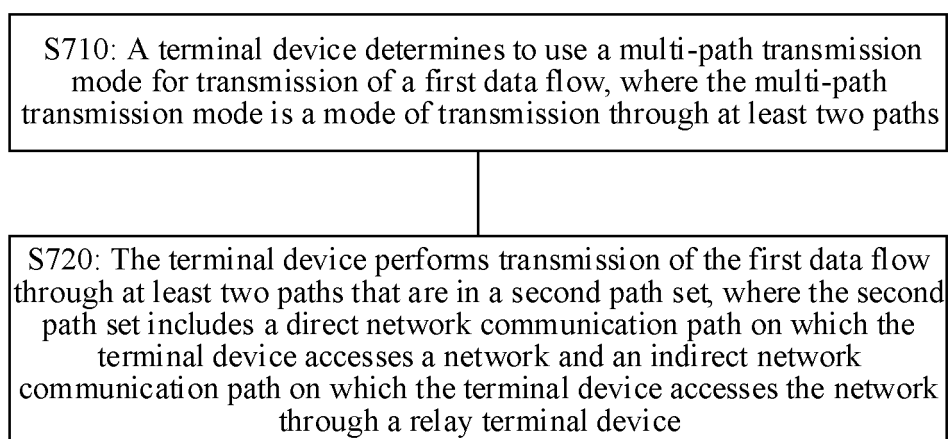 S710: A terminal device determines to use a multi-path transmission
mode for transmission of a first data flow, where the multi-path
transmission mode is a mode of transmission through at least two paths
S720: The terminal device performs transmission of the first data flow
through at least two paths that are in a second path set, where the second
path set includes a direct network communication path on which the
terminal device accesses a network and an indirect network
communication path on which the terminal device accesses the network
through a relay terminal device